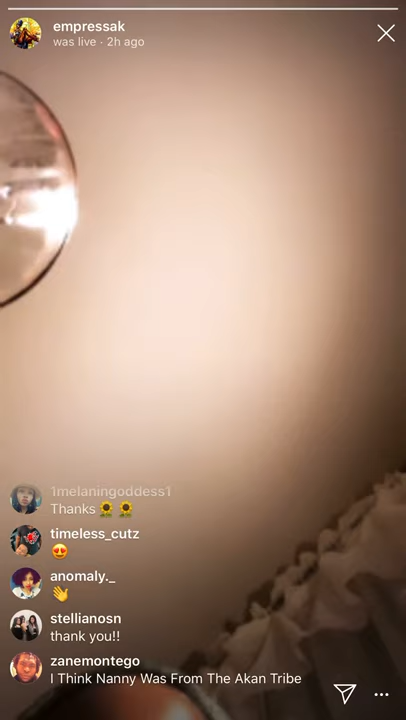 empressak
was live · 2h ago
1melaningoddess1
Thanks 🌻 🌻
timeless_cutz
😍
anomaly._
👋
stellianosn
thank you!!
zanemontego
I Think Nanny Was From The Akan Tribe